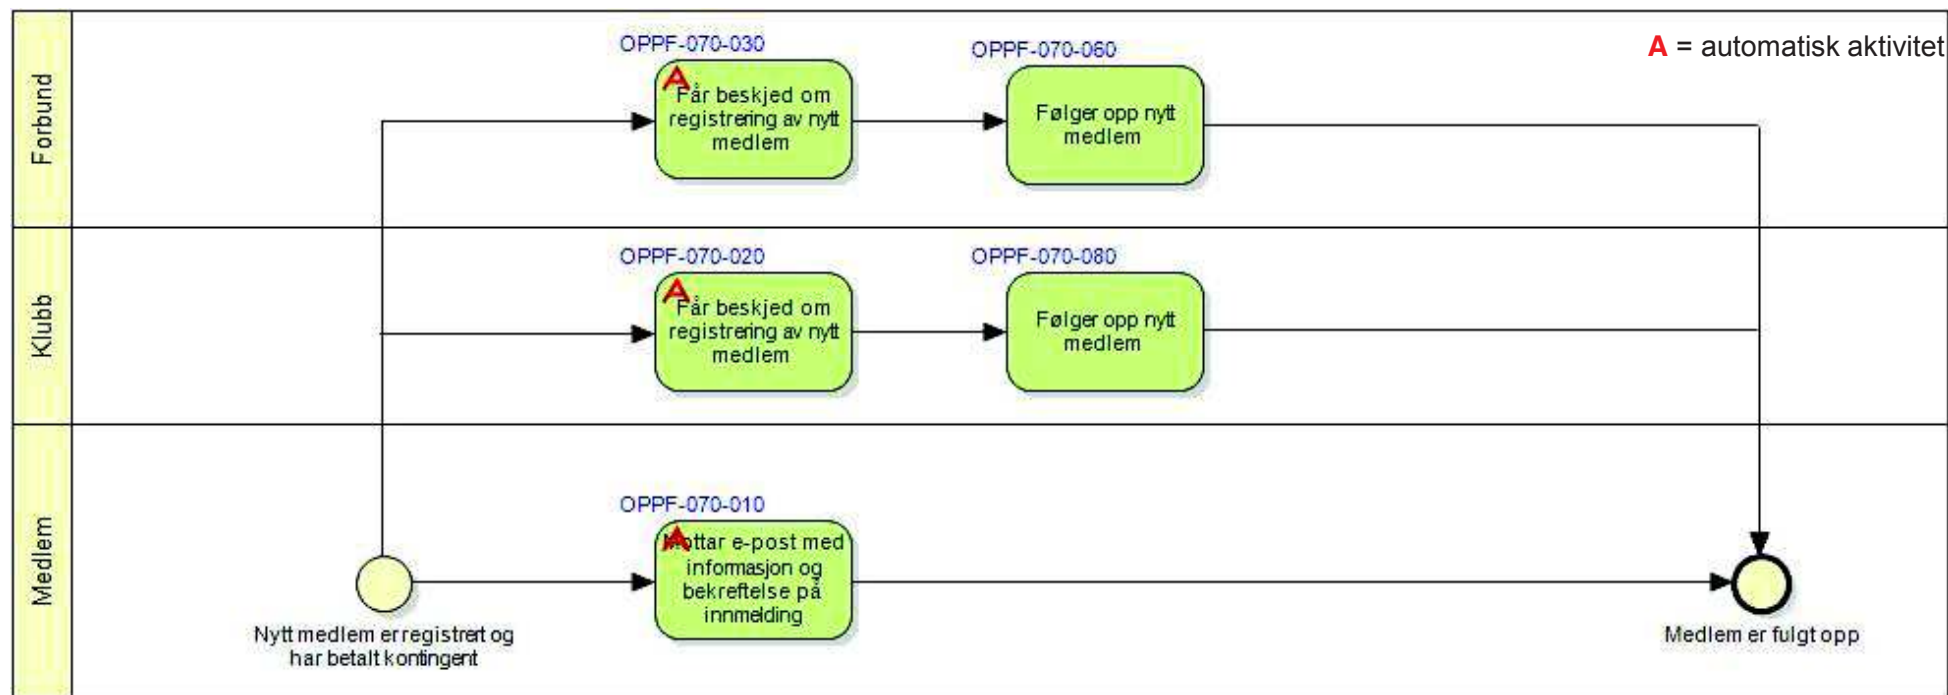 Forbund
OPPF-070-030
A
Får beskjed om
registrering av nytt
medlem
OPPF-070-060
Følger opp nytt
medlem
A = automatisk aktivitet
Klubb
OPPF-070-020
A
Får beskjed om
registrering av nytt
medlem
OPPF-070-080
Følger opp nytt
medlem
Medlem
OPPF-070-010
A
Mottar e-post med
informasjon og
bekreftelse på
innmelding
Nytt medlem er registrert og
har betalt kontingent
Medlem er fulgt opp